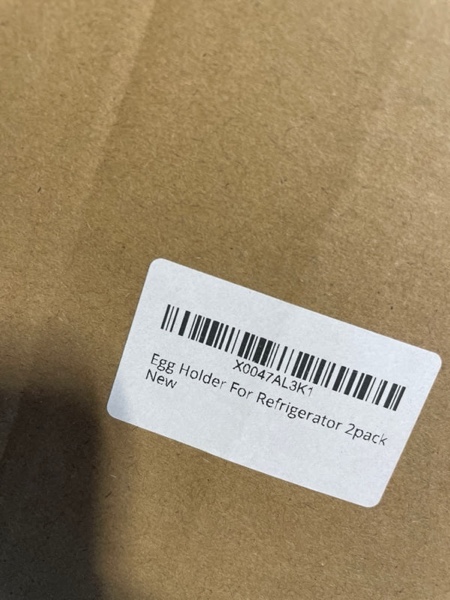 X0047AL3K1
Egg Holder For Refrigerator 2pack
New